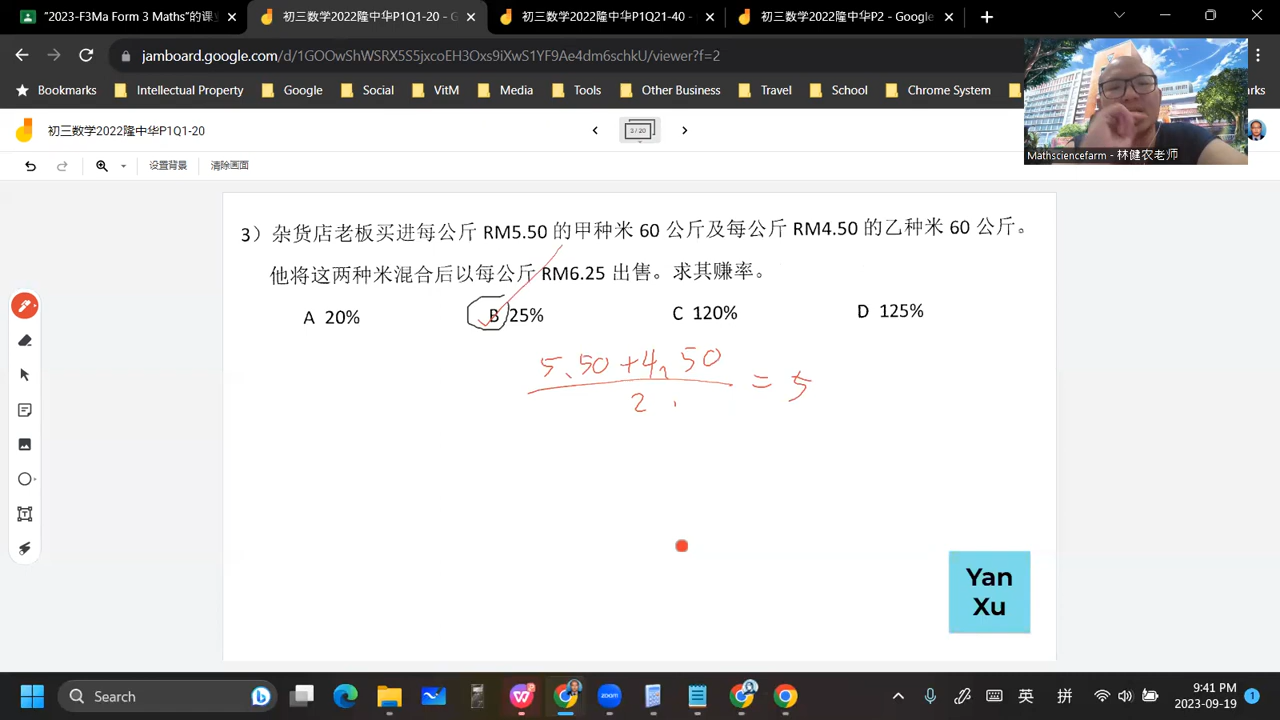 "2023-F3Ma Form 3 Maths"的课
初三数学2022隆中华P1Q1-20 - G
初三数学2022隆中华P1Q21-40 -
初三数学2022隆中华P2 - Google
jamboard.google.com/d/1GOOwShWSRX5S5jxcoEH3Oxs9iXwS1YF9Ae4dm6schkU/viewer?f=2
Bookmarks Intellectual Property Google Social VitM Media Tools Other Business Travel School Chrome System
初三数学2022隆中华P1Q1-20
3 / 20
设置背景 清除画面
Mathsciencefarm - 林健农老师
3）杂货店老板买进每公斤 RM5.50 的甲种米 60 公斤及每公斤 RM4.50 的乙种米 60 公斤。
他将这两种米混合后以每公斤 RM6.25 出售。求其赚率。
A 20% B 25% C 120% D 125%
5.50 + 4.50
= 5
2
Yan
Xu
Search
英 拼
9:41 PM
2023-09-19
1